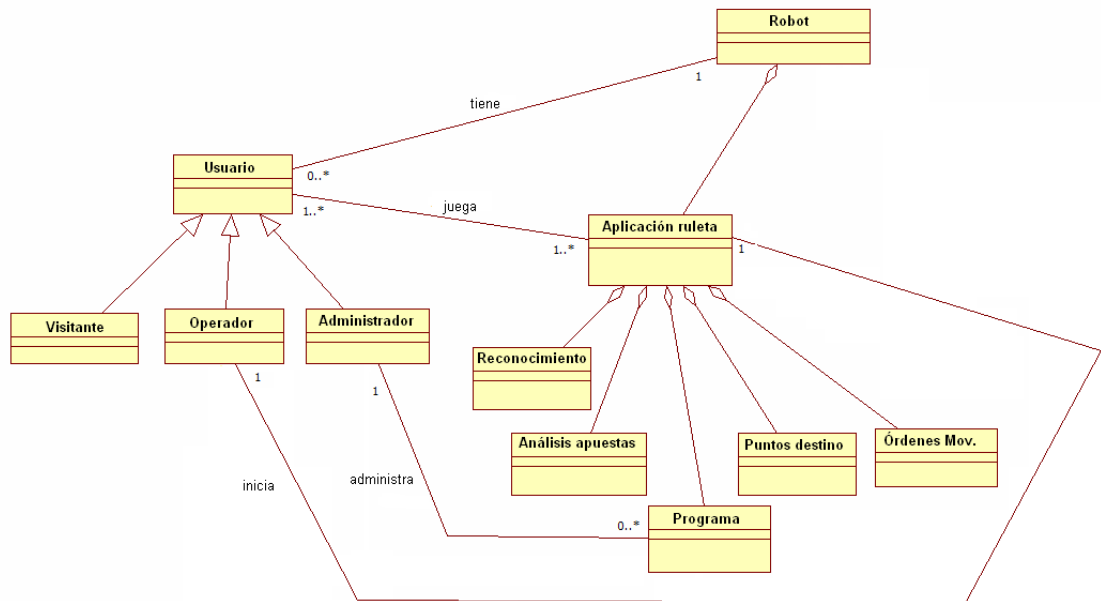 Robot
1
tiene
Usuario
0..*
1..*
juega
Aplicación ruleta
1..*
1
Visitante
Operador
Administrador
Reconocimiento
1
1
Análisis apuestas
Puntos destino
Órdenes Mov.
inicia
administra
0..*
Programa